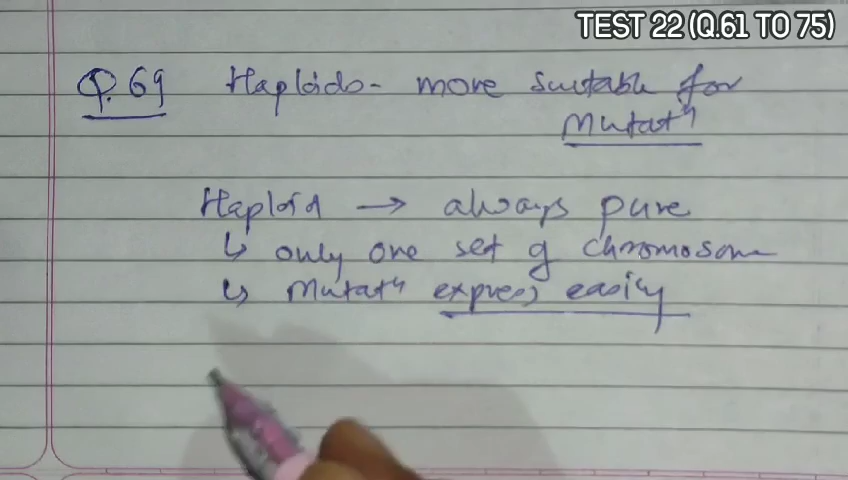 TEST 22 (Q.61 TO 75)
Q.69 Haploids - more suitable for
Mutatⁿ
Haploid → always pure
↳ only one set of chromosome
↳ Mutatⁿ express easily